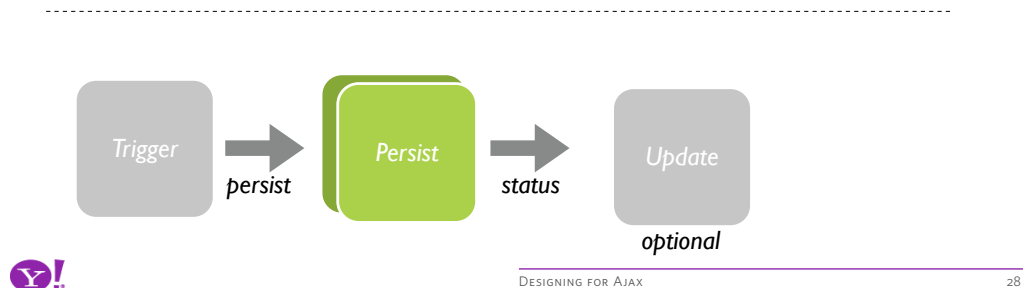 Trigger
Persist
Update
persist
status
optional
Y!
Designing for Ajax
28